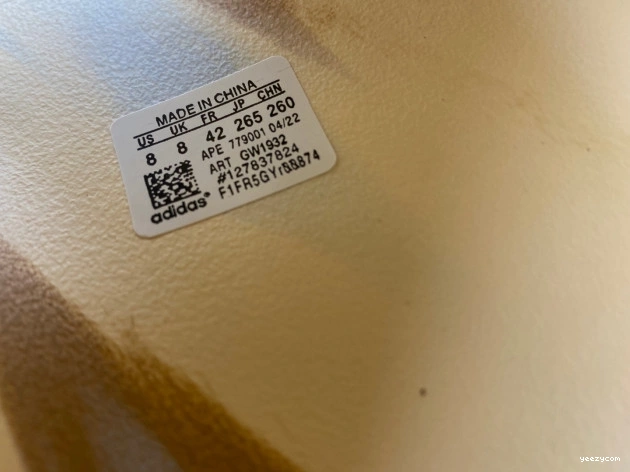 MADE IN CHINA
US UK FR JP CHN
8 8 42 265 260
APE 779001 04/22
ART GW1932
#127837824
adidas
yeezycom